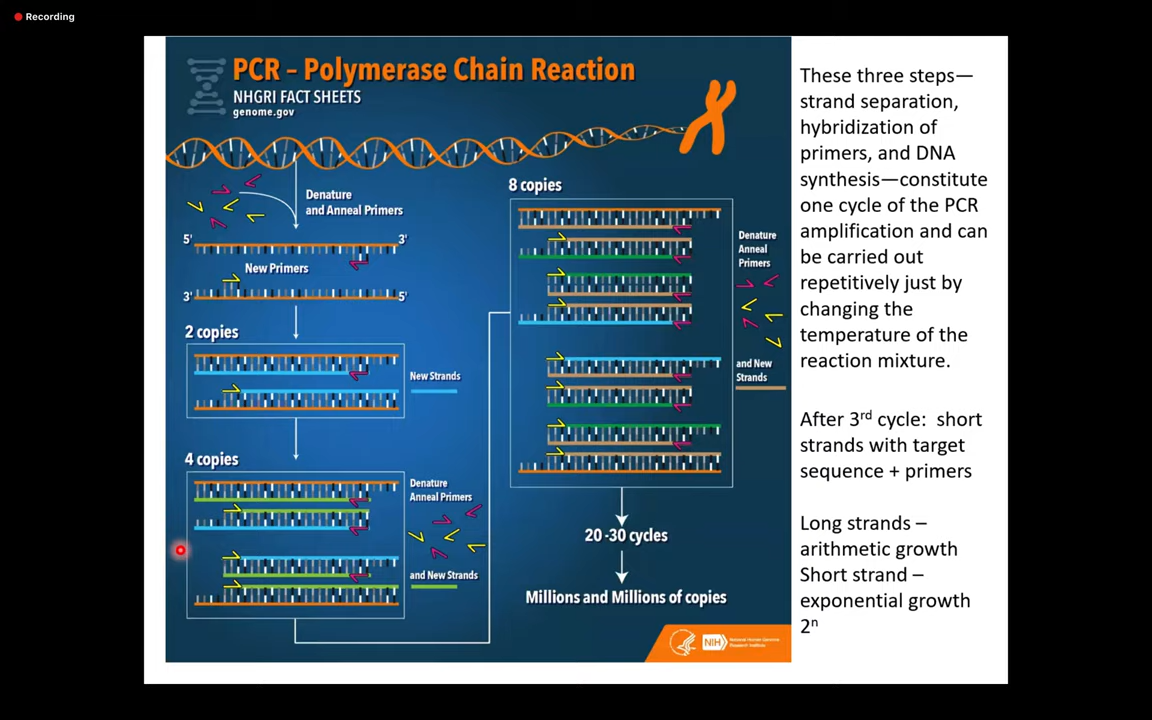 Recording
PCR – Polymerase Chain Reaction
NHGRI FACT SHEETS
genome.gov
Denature
and Anneal Primers
5'
3'
New Primers
3'
5'
2 copies
New Strands
4 copies
Denature
Anneal Primers
and New Strands
8 copies
Denature
Anneal
Primers
and New
Strands
20 -30 cycles
Millions and Millions of copies
NIH
National Human Genome
Research Institute
These three steps—
strand separation,
hybridization of
primers, and DNA
synthesis—constitute
one cycle of the PCR
amplification and can
be carried out
repetitively just by
changing the
temperature of the
reaction mixture.
After 3rd cycle:  short
strands with target
sequence + primers
Long strands –
arithmetic growth
Short strand –
exponential growth
2ⁿ